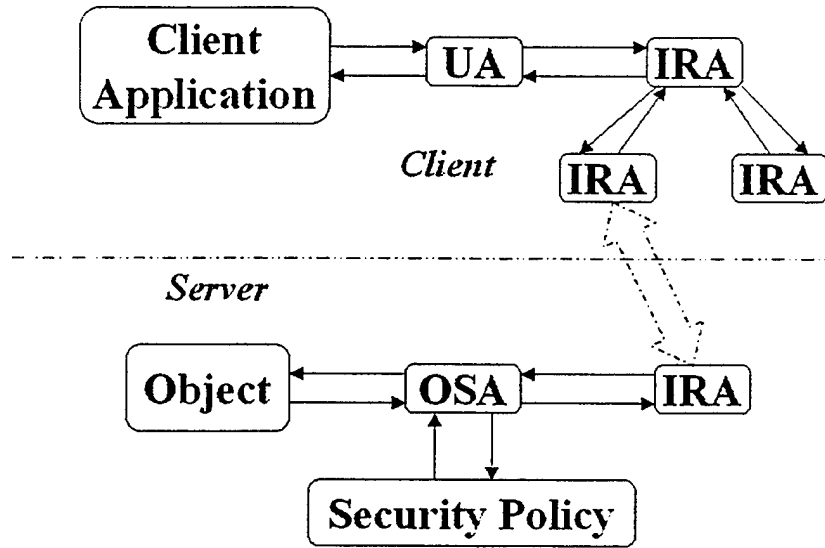 Client
Application
UA
IRA
Client
IRA
IRA
Server
Object
OSA
IRA
Security Policy